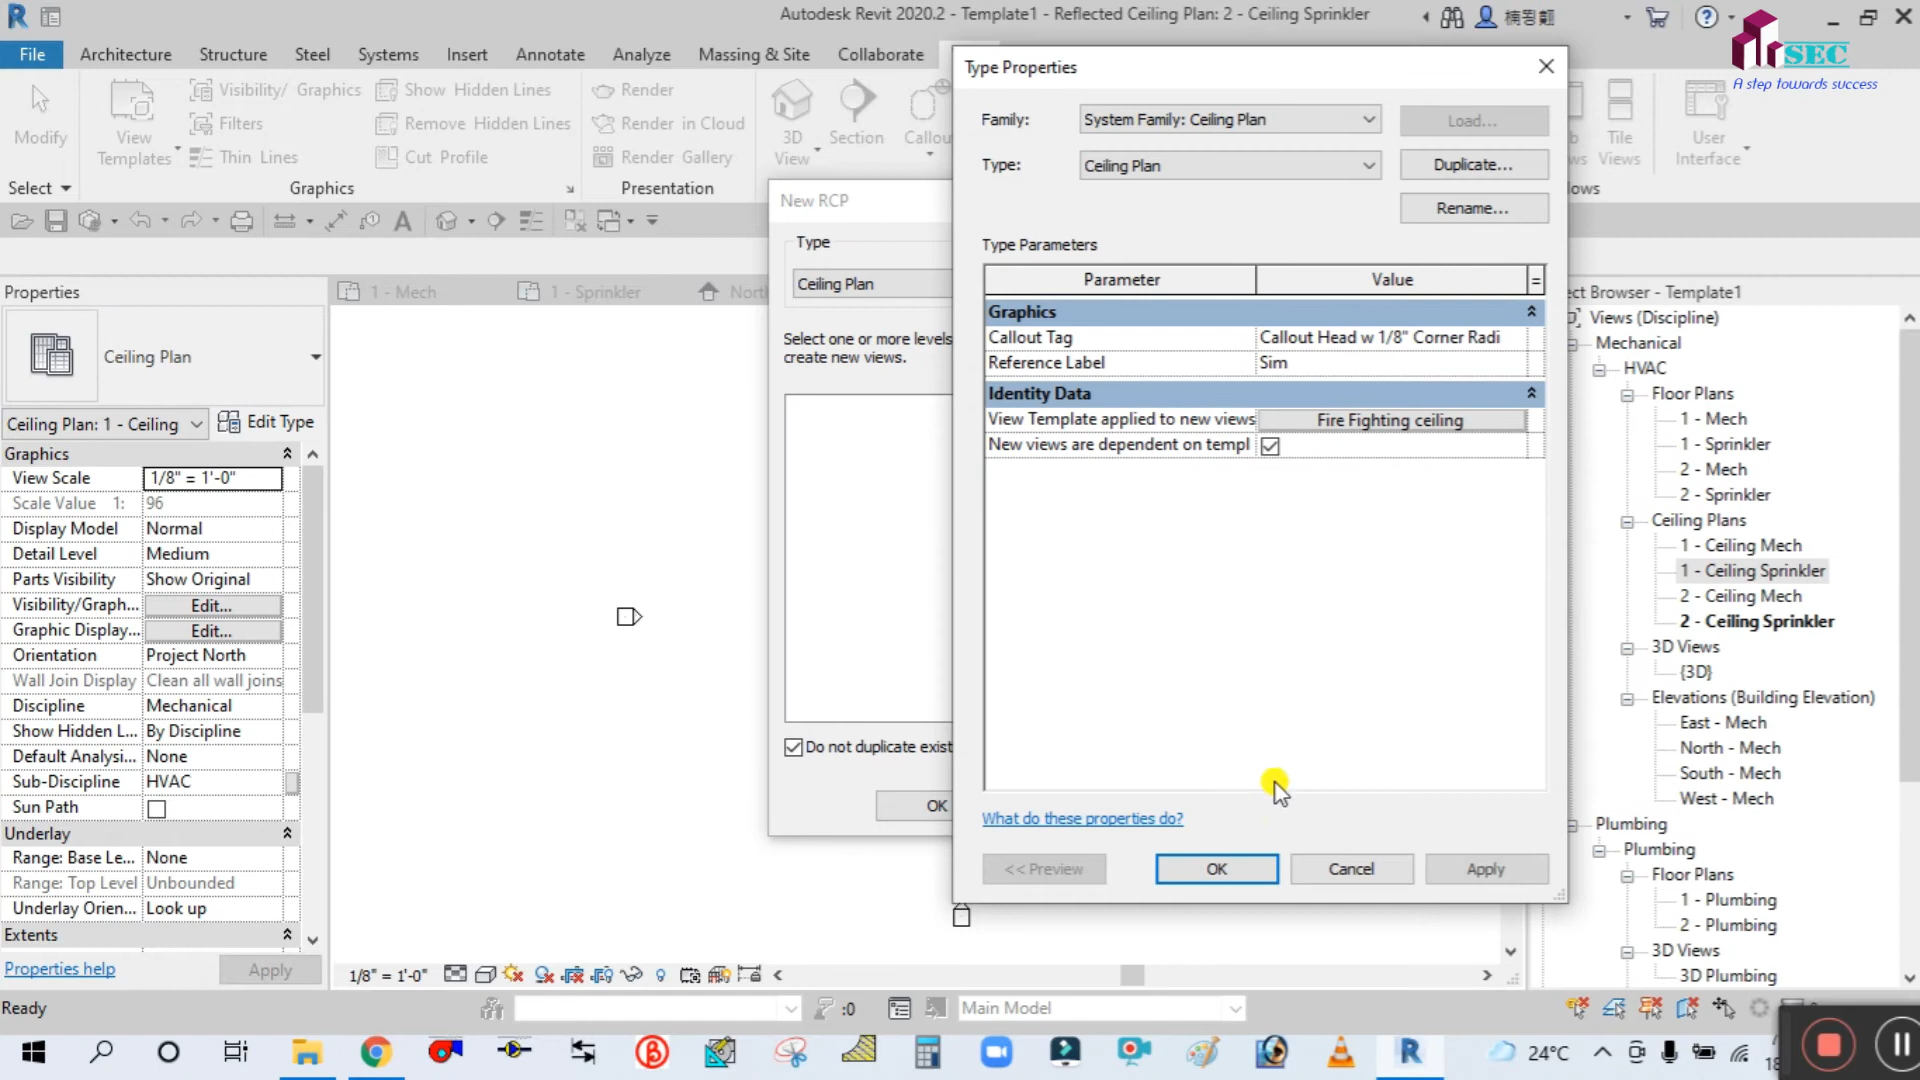 Autodesk Revit 2020.2 - Template1 - Reflected Ceiling Plan: 2 - Ceiling Sprinkler
SEC
A step towards success
File Architecture Structure Steel Systems Insert Annotate Analyze Massing & Site Collaborate
Modify
View
Templates
Visibility/ Graphics
Filters
Thin Lines
Show Hidden Lines
Remove Hidden Lines
Cut Profile
Render
Render in Cloud
Render Gallery
3D
View
Section
Tile
Views
User
Interface
Select
Graphics
Presentation
Type Properties
Family:
System Family: Ceiling Plan
Load...
Type:
Ceiling Plan
Duplicate...
Rename...
Type Parameters
Parameter
Value
=
Graphics
Callout Tag
Callout Head w 1/8" Corner Radi
Reference Label
Sim
Identity Data
View Template applied to new views
Fire Fighting ceiling
New views are dependent on templ
What do these properties do?
<< Preview
OK
Cancel
Apply
New RCP
Type
Ceiling Plan
Select one or more levels
create new views.
Do not duplicate exist
OK
1 - Mech
1 - Sprinkler
Properties
Ceiling Plan
Ceiling Plan: 1 - Ceiling
Edit Type
Graphics
View Scale 1/8" = 1'-0"
Scale Value 1: 96
Display Model Normal
Detail Level Medium
Parts Visibility Show Original
Visibility/Graph... Edit...
Graphic Display... Edit...
Orientation Project North
Wall Join Display Clean all wall joins
Discipline Mechanical
Show Hidden L... By Discipline
Default Analysi... None
Sub-Discipline HVAC
Sun Path
Underlay
Range: Base Le... None
Range: Top Level Unbounded
Underlay Orien... Look up
Extents
Properties help
Apply
ct Browser - Template1
Views (Discipline)
Mechanical
HVAC
Floor Plans
1 - Mech
1 - Sprinkler
2 - Mech
2 - Sprinkler
Ceiling Plans
1 - Ceiling Mech
1 - Ceiling Sprinkler
2 - Ceiling Mech
2 - Ceiling Sprinkler
3D Views
{3D}
Elevations (Building Elevation)
East - Mech
North - Mech
South - Mech
West - Mech
Plumbing
Plumbing
Floor Plans
1 - Plumbing
2 - Plumbing
3D Views
3D Plumbing
1/8" = 1'-0"
Ready
:0
Main Model
24°C